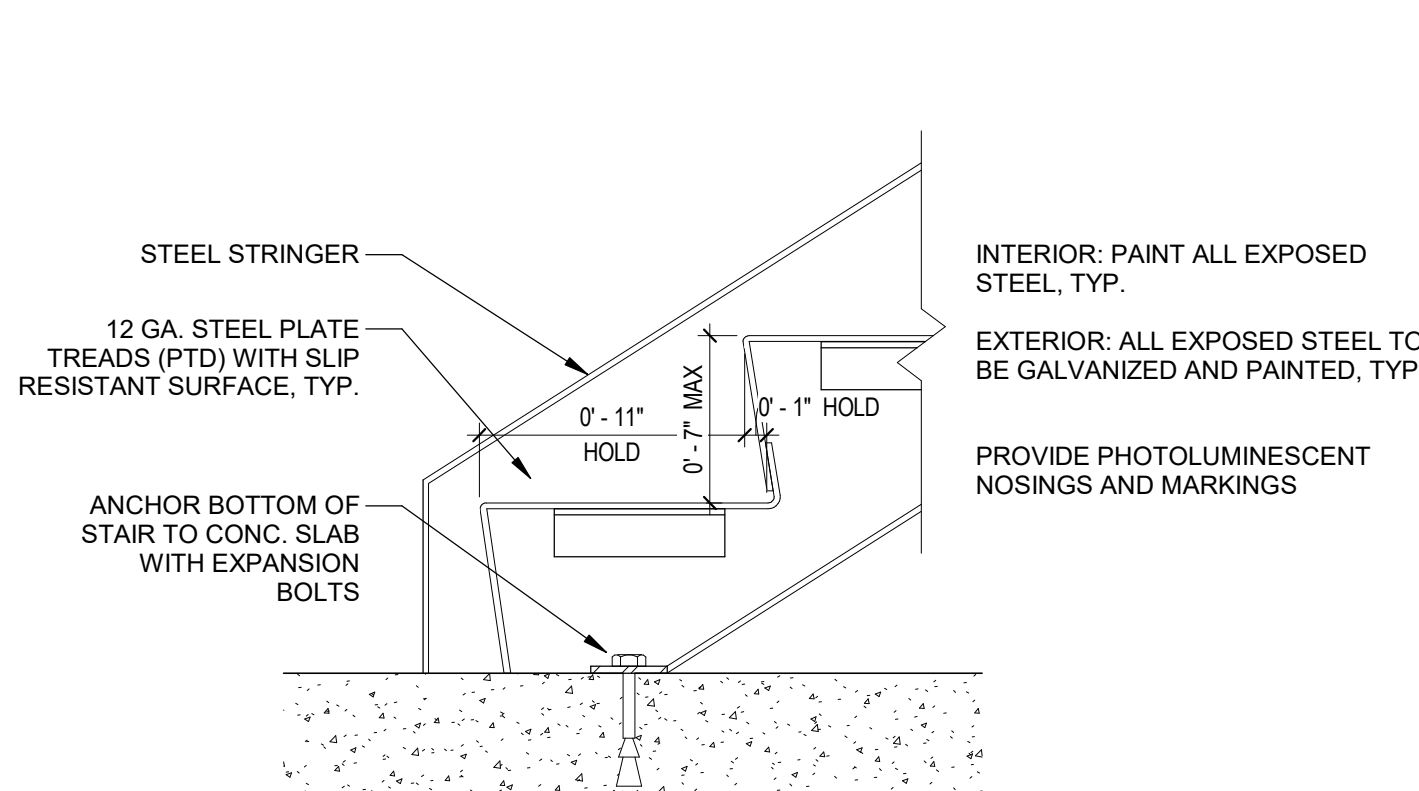 STEEL STRINGER
12 GA. STEEL PLATE
TREADS (PTD) WITH SLIP
RESISTANT SURFACE, TYP.
ANCHOR BOTTOM OF
STAIR TO CONC. SLAB
WITH EXPANSION
BOLTS
0' - 11"
HOLD
0' - 7" MAX
0' - 1" HOLD
INTERIOR: PAINT ALL EXPOSED
STEEL, TYP.
EXTERIOR: ALL EXPOSED STEEL TO
BE GALVANIZED AND PAINTED, TYP
PROVIDE PHOTOLUMINESCENT
NOSINGS AND MARKINGS